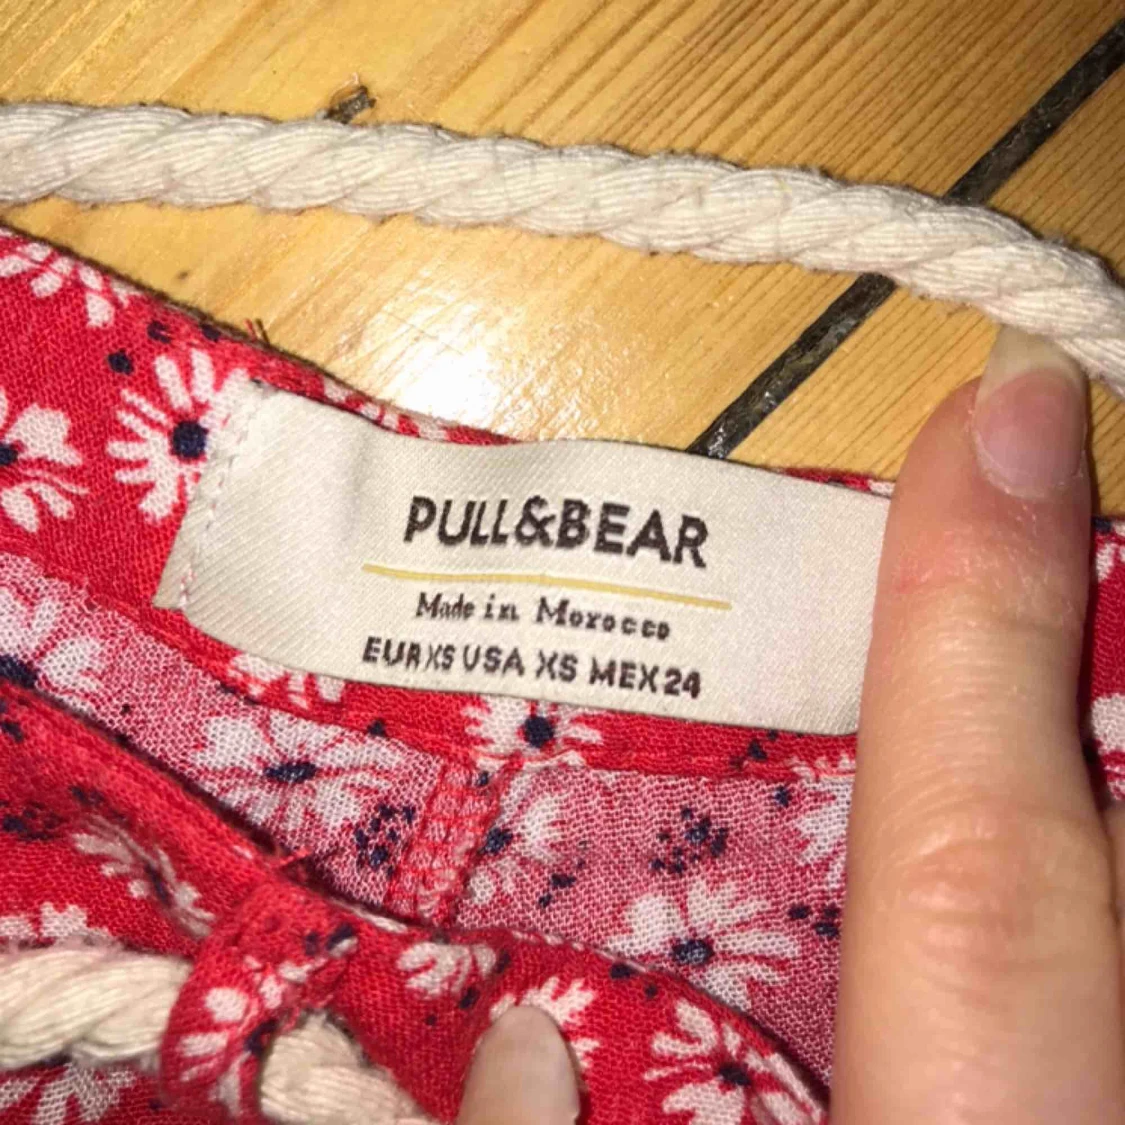 PULL&BEAR
Made in Morocco
EUR XS USA XS MEX 24